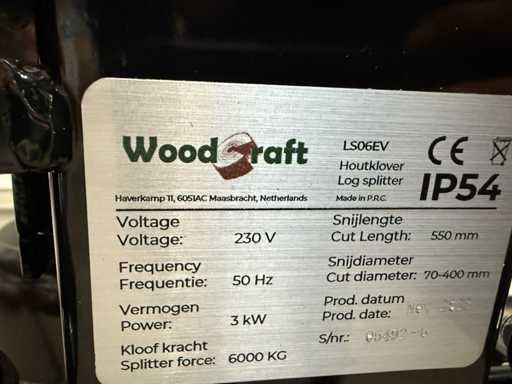 WoodCraft
LS06EV
Houtklover
Log splitter
Made in P.R.C.
CE
IP54
Haverkamp 11, 6051AC Maasbracht, Netherlands
Voltage
Voltage: 230 V
Frequency
Frequentie: 50 Hz
Vermogen
Power: 3 kW
Kloof kracht
Splitter force: 6000 KG
Snijlengte
Cut Length: 550 mm
Snijdiameter
Cut diameter: 70-400 mm
Prod. datum
Prod. date:
S/nr.: